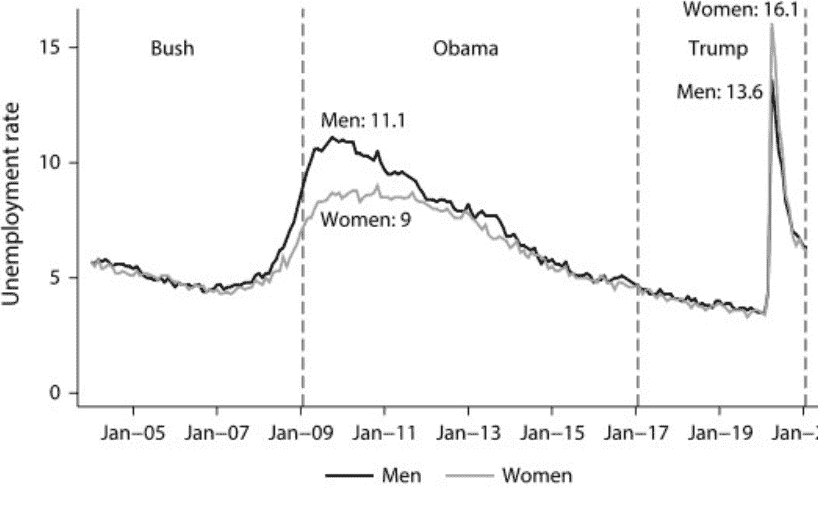 Women: 16.1
15
Bush
Obama
Trump
Men: 13.6
Men: 11.1
Unemployment rate
10
Women: 9
5
0
Jan–05 Jan–07 Jan–09 Jan–11 Jan–13 Jan–15 Jan–17 Jan–19 Jan–2
Men Women